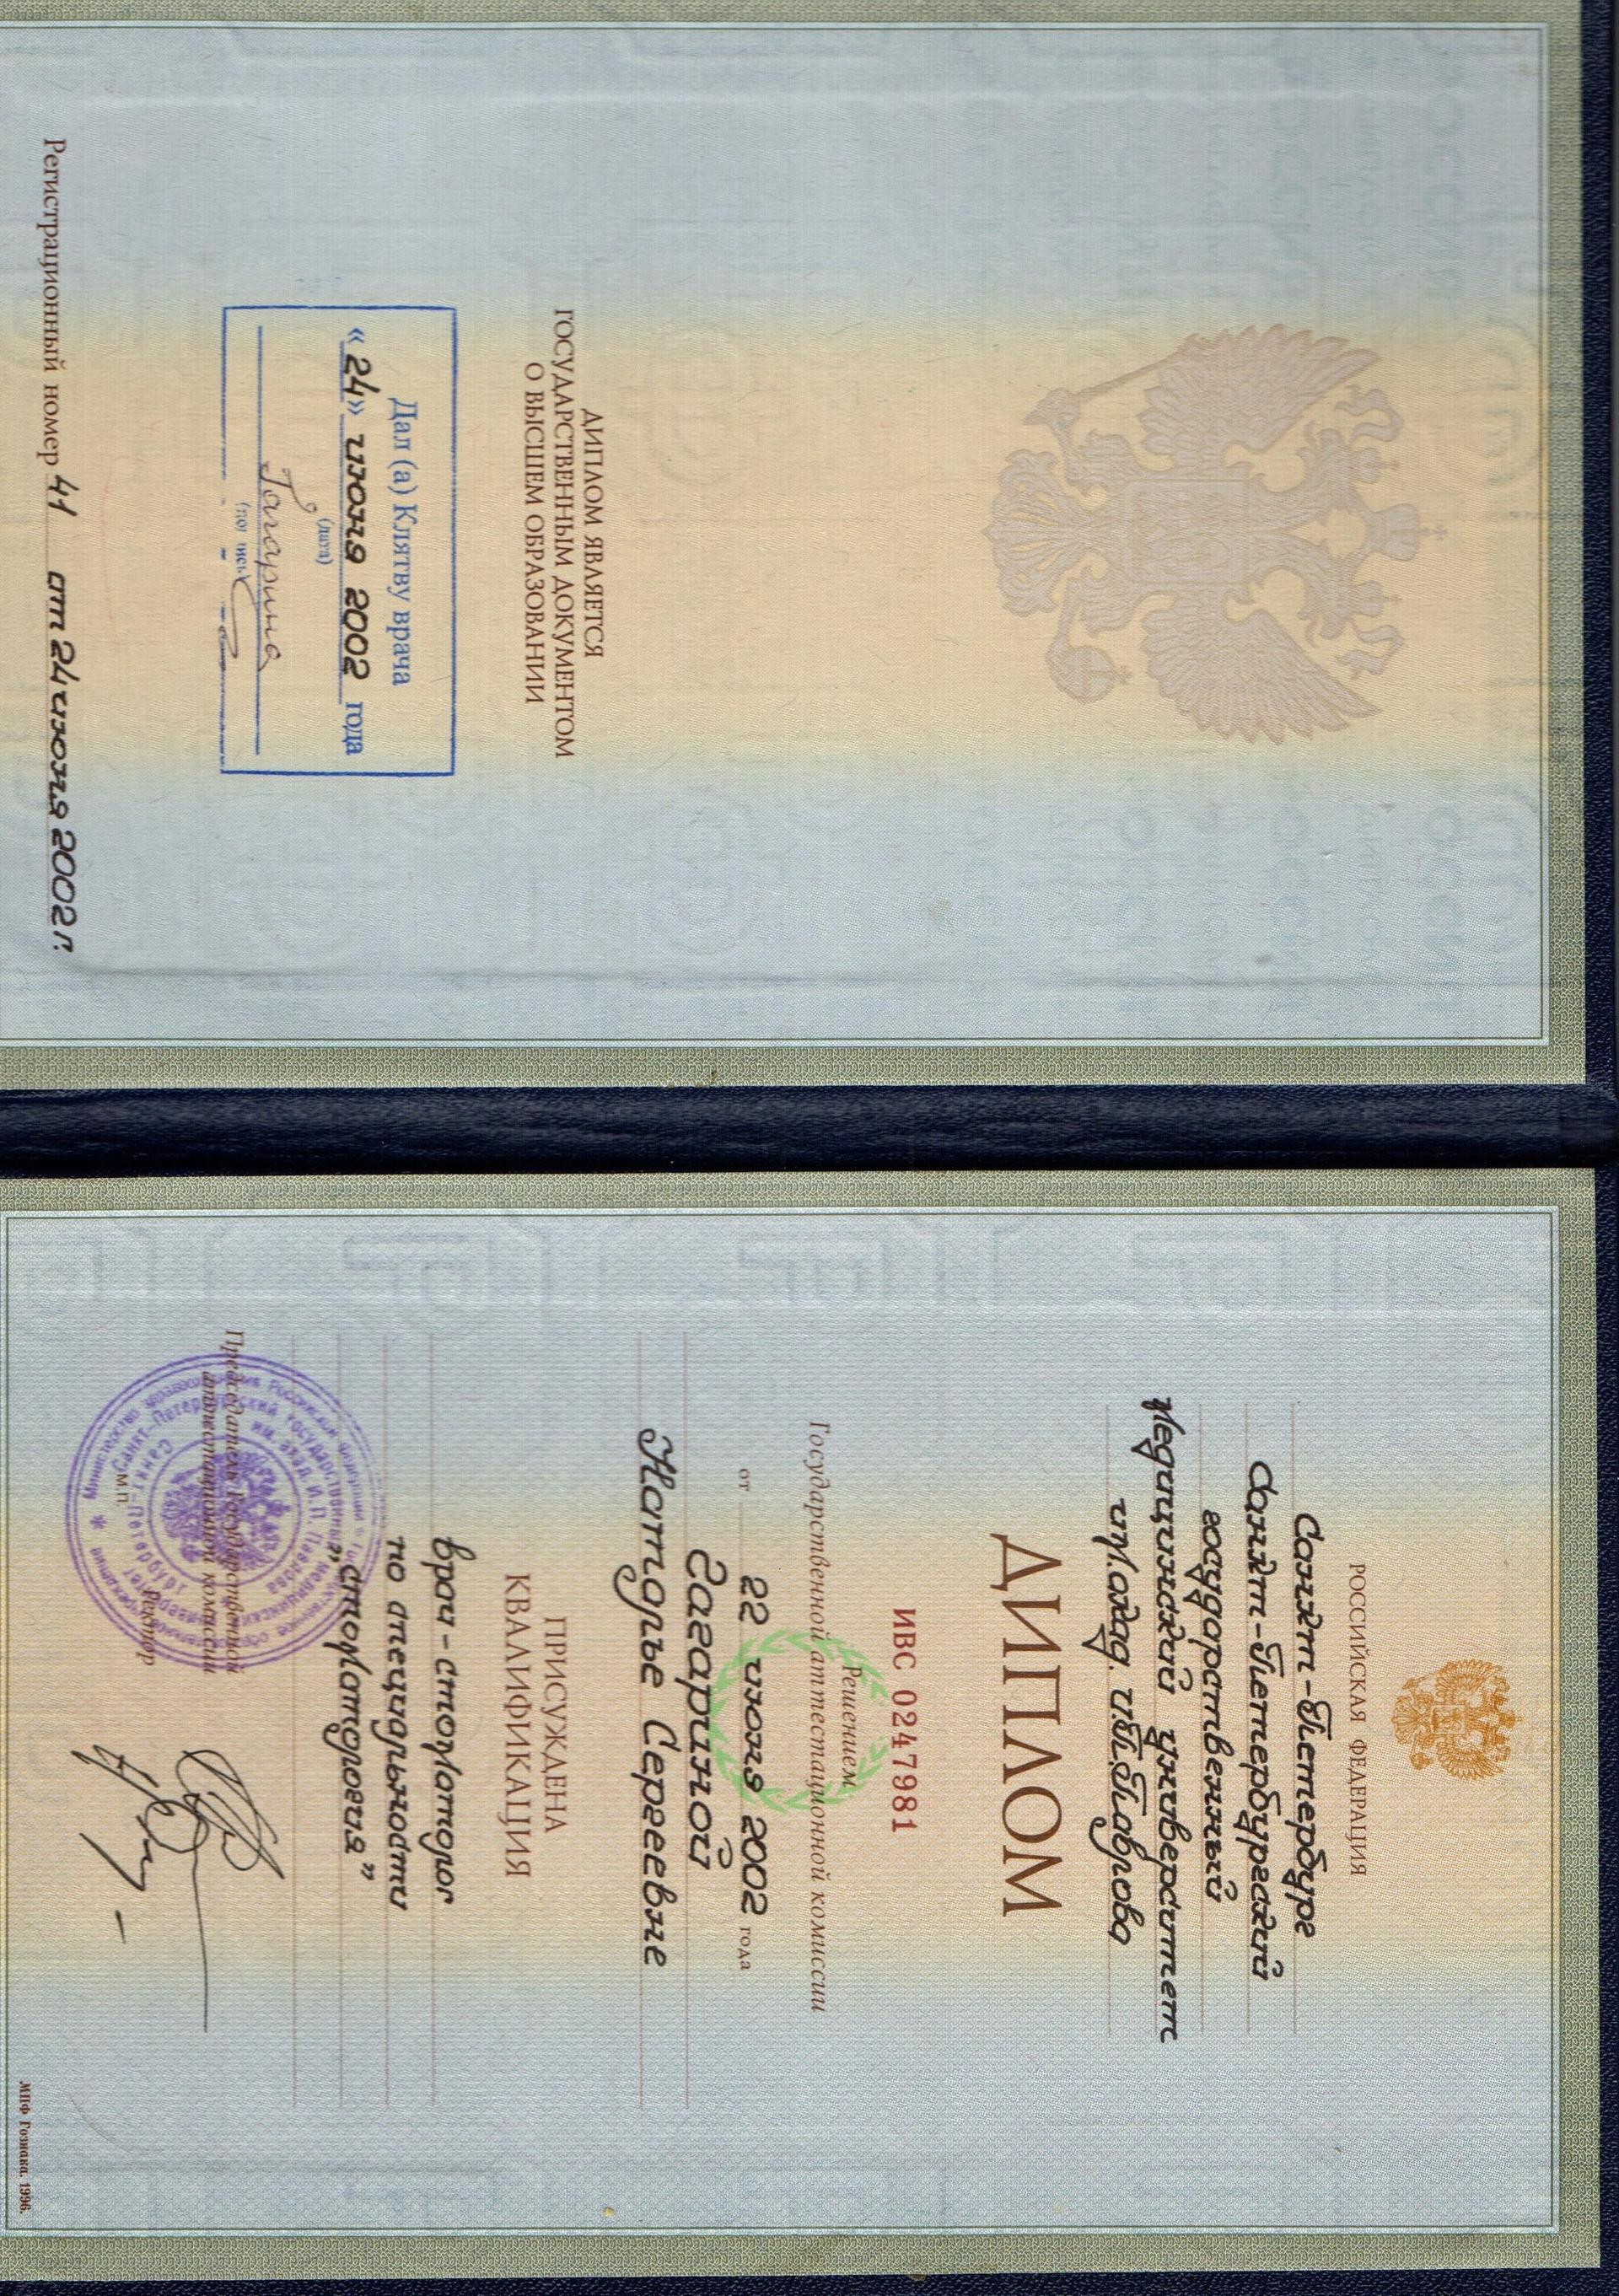 ДИПЛОМ ЯВЛЯЕТСЯ
ГОСУДАРСТВЕННЫМ ДОКУМЕНТОМ
О ВЫСШЕМ ОБРАЗОВАНИИ
Дал (а) Клятву врача
« 24» июня 2002 года
(дата)
Гагарина
Регистрационный номер 41 от 24 июня 2002 г.
РОССИЙСКАЯ ФЕДЕРАЦИЯ
Санкт-Петербург
Санкт-Петербургский
государственный
медицинский университет
им. акад. И.П. Павлова
ДИПЛОМ
ИВС 0247981
Решением
Государственной аттестационной комиссии
от 22 июня 2002 года
Гагариной
Наталье Сергеевне
ПРИСУЖДЕНА
КВАЛИФИКАЦИЯ
врач-стоматолог
по специальности
„стоматология”
Председатель Государственной
аттестационной комиссии
Ректор
М.П.
МПФ Гознака. 1996.